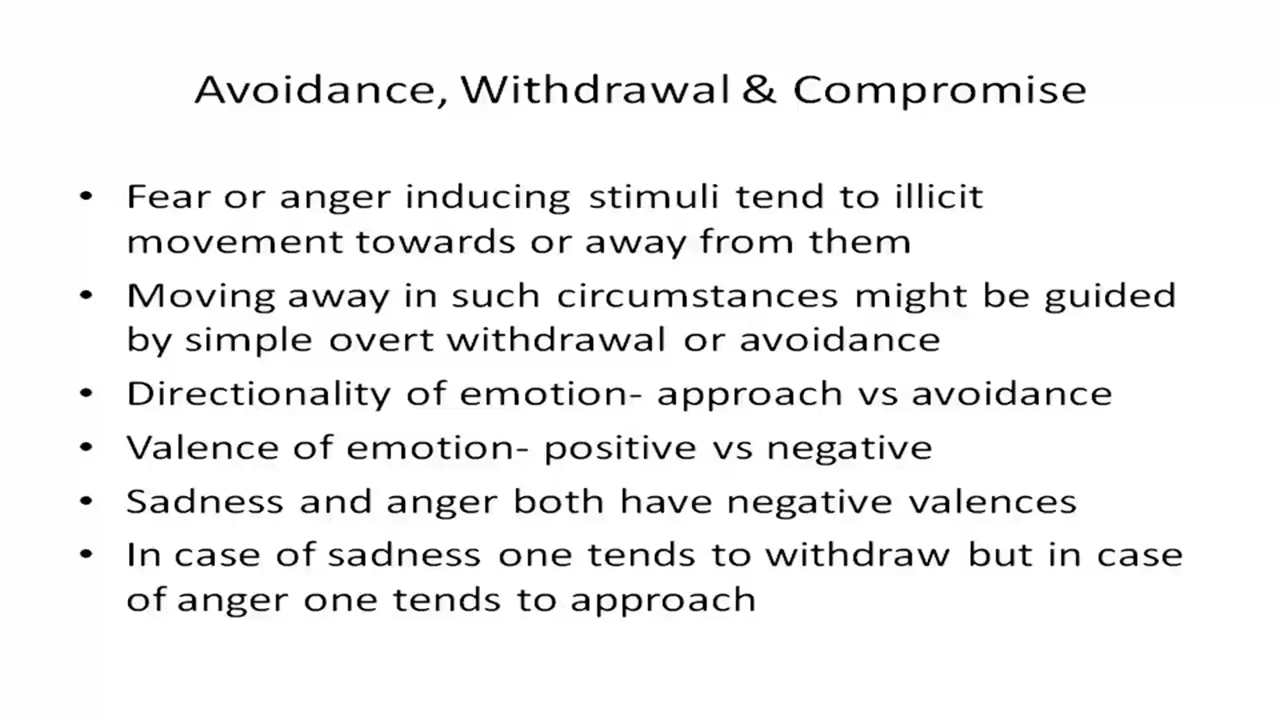 Avoidance, Withdrawal & Compromise
• Fear or anger inducing stimuli tend to illicit
movement towards or away from them
• Moving away in such circumstances might be guided
by simple overt withdrawal or avoidance
• Directionality of emotion- approach vs avoidance
• Valence of emotion- positive vs negative
• Sadness and anger both have negative valences
• In case of sadness one tends to withdraw but in case
of anger one tends to approach